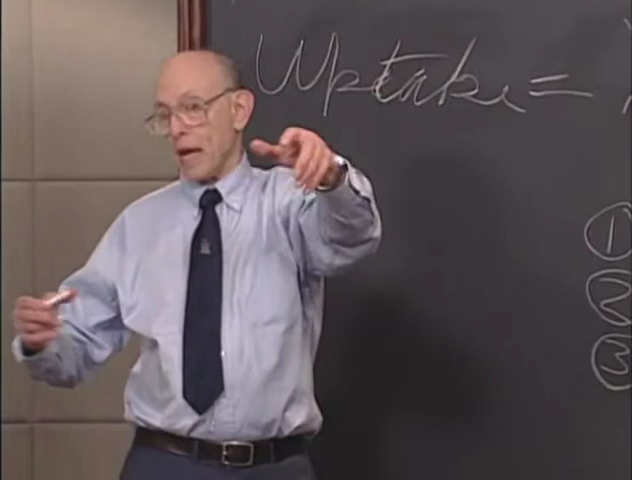 Uptake =
①
②
③